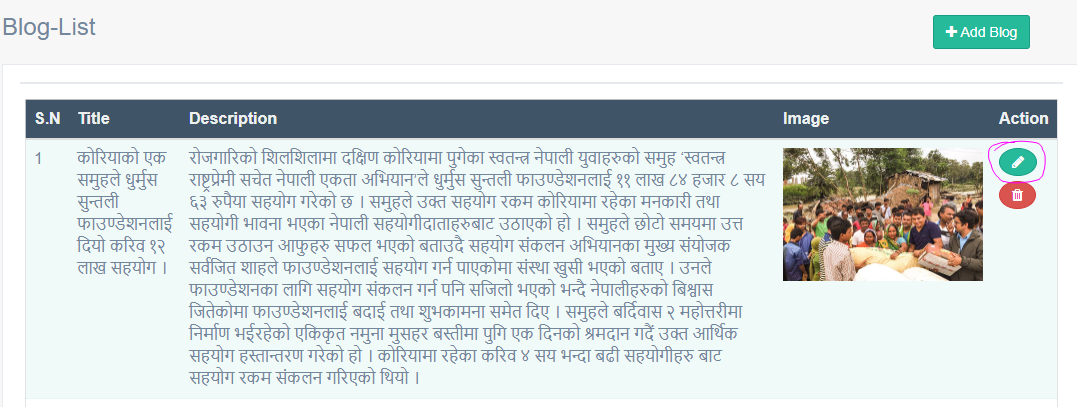 Blog-List
Add Blog
S.N Title Description Image Action
1
कोरियाको एक
समुहले धुर्मुस
सुन्तली
फाउण्डेशनलाई
दियो करिव १२
लाख सहयोग ।
रोजगारिको शिलशिलामा दक्षिण कोरियामा पुगेका स्वतन्त्र नेपाली युवाहरुको समुह ‘स्वतन्त्र
राष्ट्रप्रेमी सचेत नेपाली एकता अभियान’ले धुर्मुस सुन्तली फाउण्डेशनलाई ११ लाख ८४ हजार ८ सय
६३ रुपैया सहयोग गरेको छ । समुहले उक्त सहयोग रकम कोरियामा रहेका मनकारी तथा
सहयोगी भावना भएका नेपाली सहयोगीदाताहरुबाट उठाएको हो । समुहले छोटो समयमा उत्त
रकम उठाउन आफुहरु सफल भएको बताउदै सहयोग संकलन अभियानका मुख्य संयोजक
सर्वजित शाहले फाउण्डेशनलाई सहयोग गर्न पाएकोमा संस्था खुसी भएको बताए । उनले
फाउण्डेशनका लागि सहयोग संकलन गर्न पनि सजिलो भएको भन्दै नेपालीहरुको बिश्वास
जितेकोमा फाउण्डेशनलाई बदाई तथा शुभकामना समेत दिए । समुहले बर्दिवास २ महोत्तरीमा
निर्माण भईरहेको एकिकृत नमुना मुसहर बस्तीमा पुगि एक दिनको श्रमदान गर्दै उक्त आर्थिक
सहयोग हस्तान्तरण गरेको हो । कोरियामा रहेका करिव ४ सय भन्दा बढी सहयोगीहरु बाट
सहयोग रकम संकलन गरिएको थियो ।